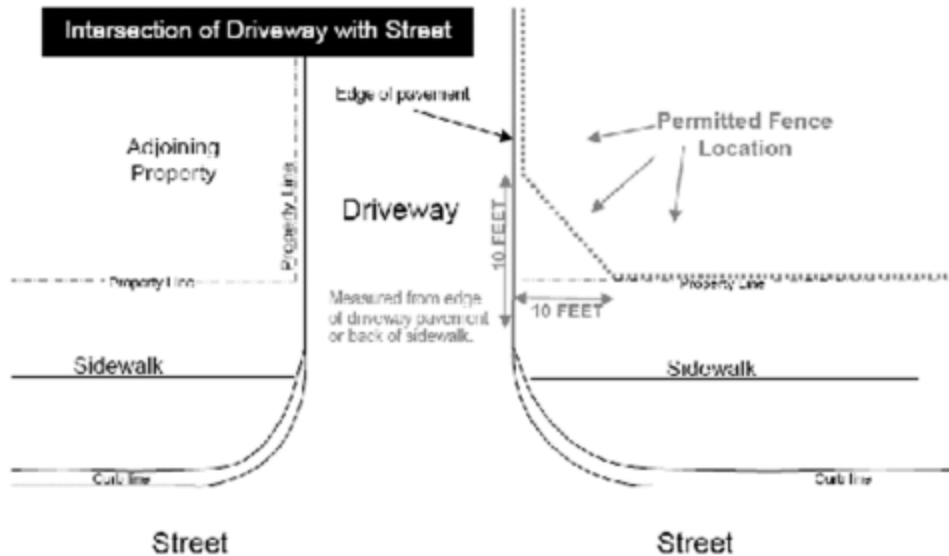 Intersection of Driveway with Street
Edge of pavement
Permitted Fence
Location
Adjoining
Property
Property Line
Driveway
10 FEET
Property Line
Property Line
Measured from edge
of driveway pavement
or back of sidewalk.
10 FEET
Sidewalk
Sidewalk
Curb line
Curb line
Street
Street